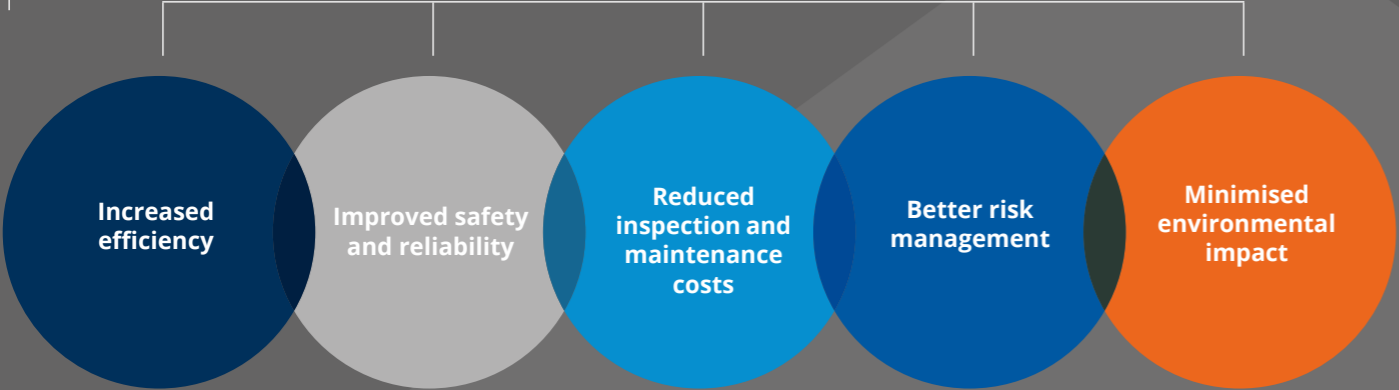 Increased
efficiency
Improved safety
and reliability
Reduced
inspection and
maintenance
costs
Better risk
management
Minimised
environmental
impact